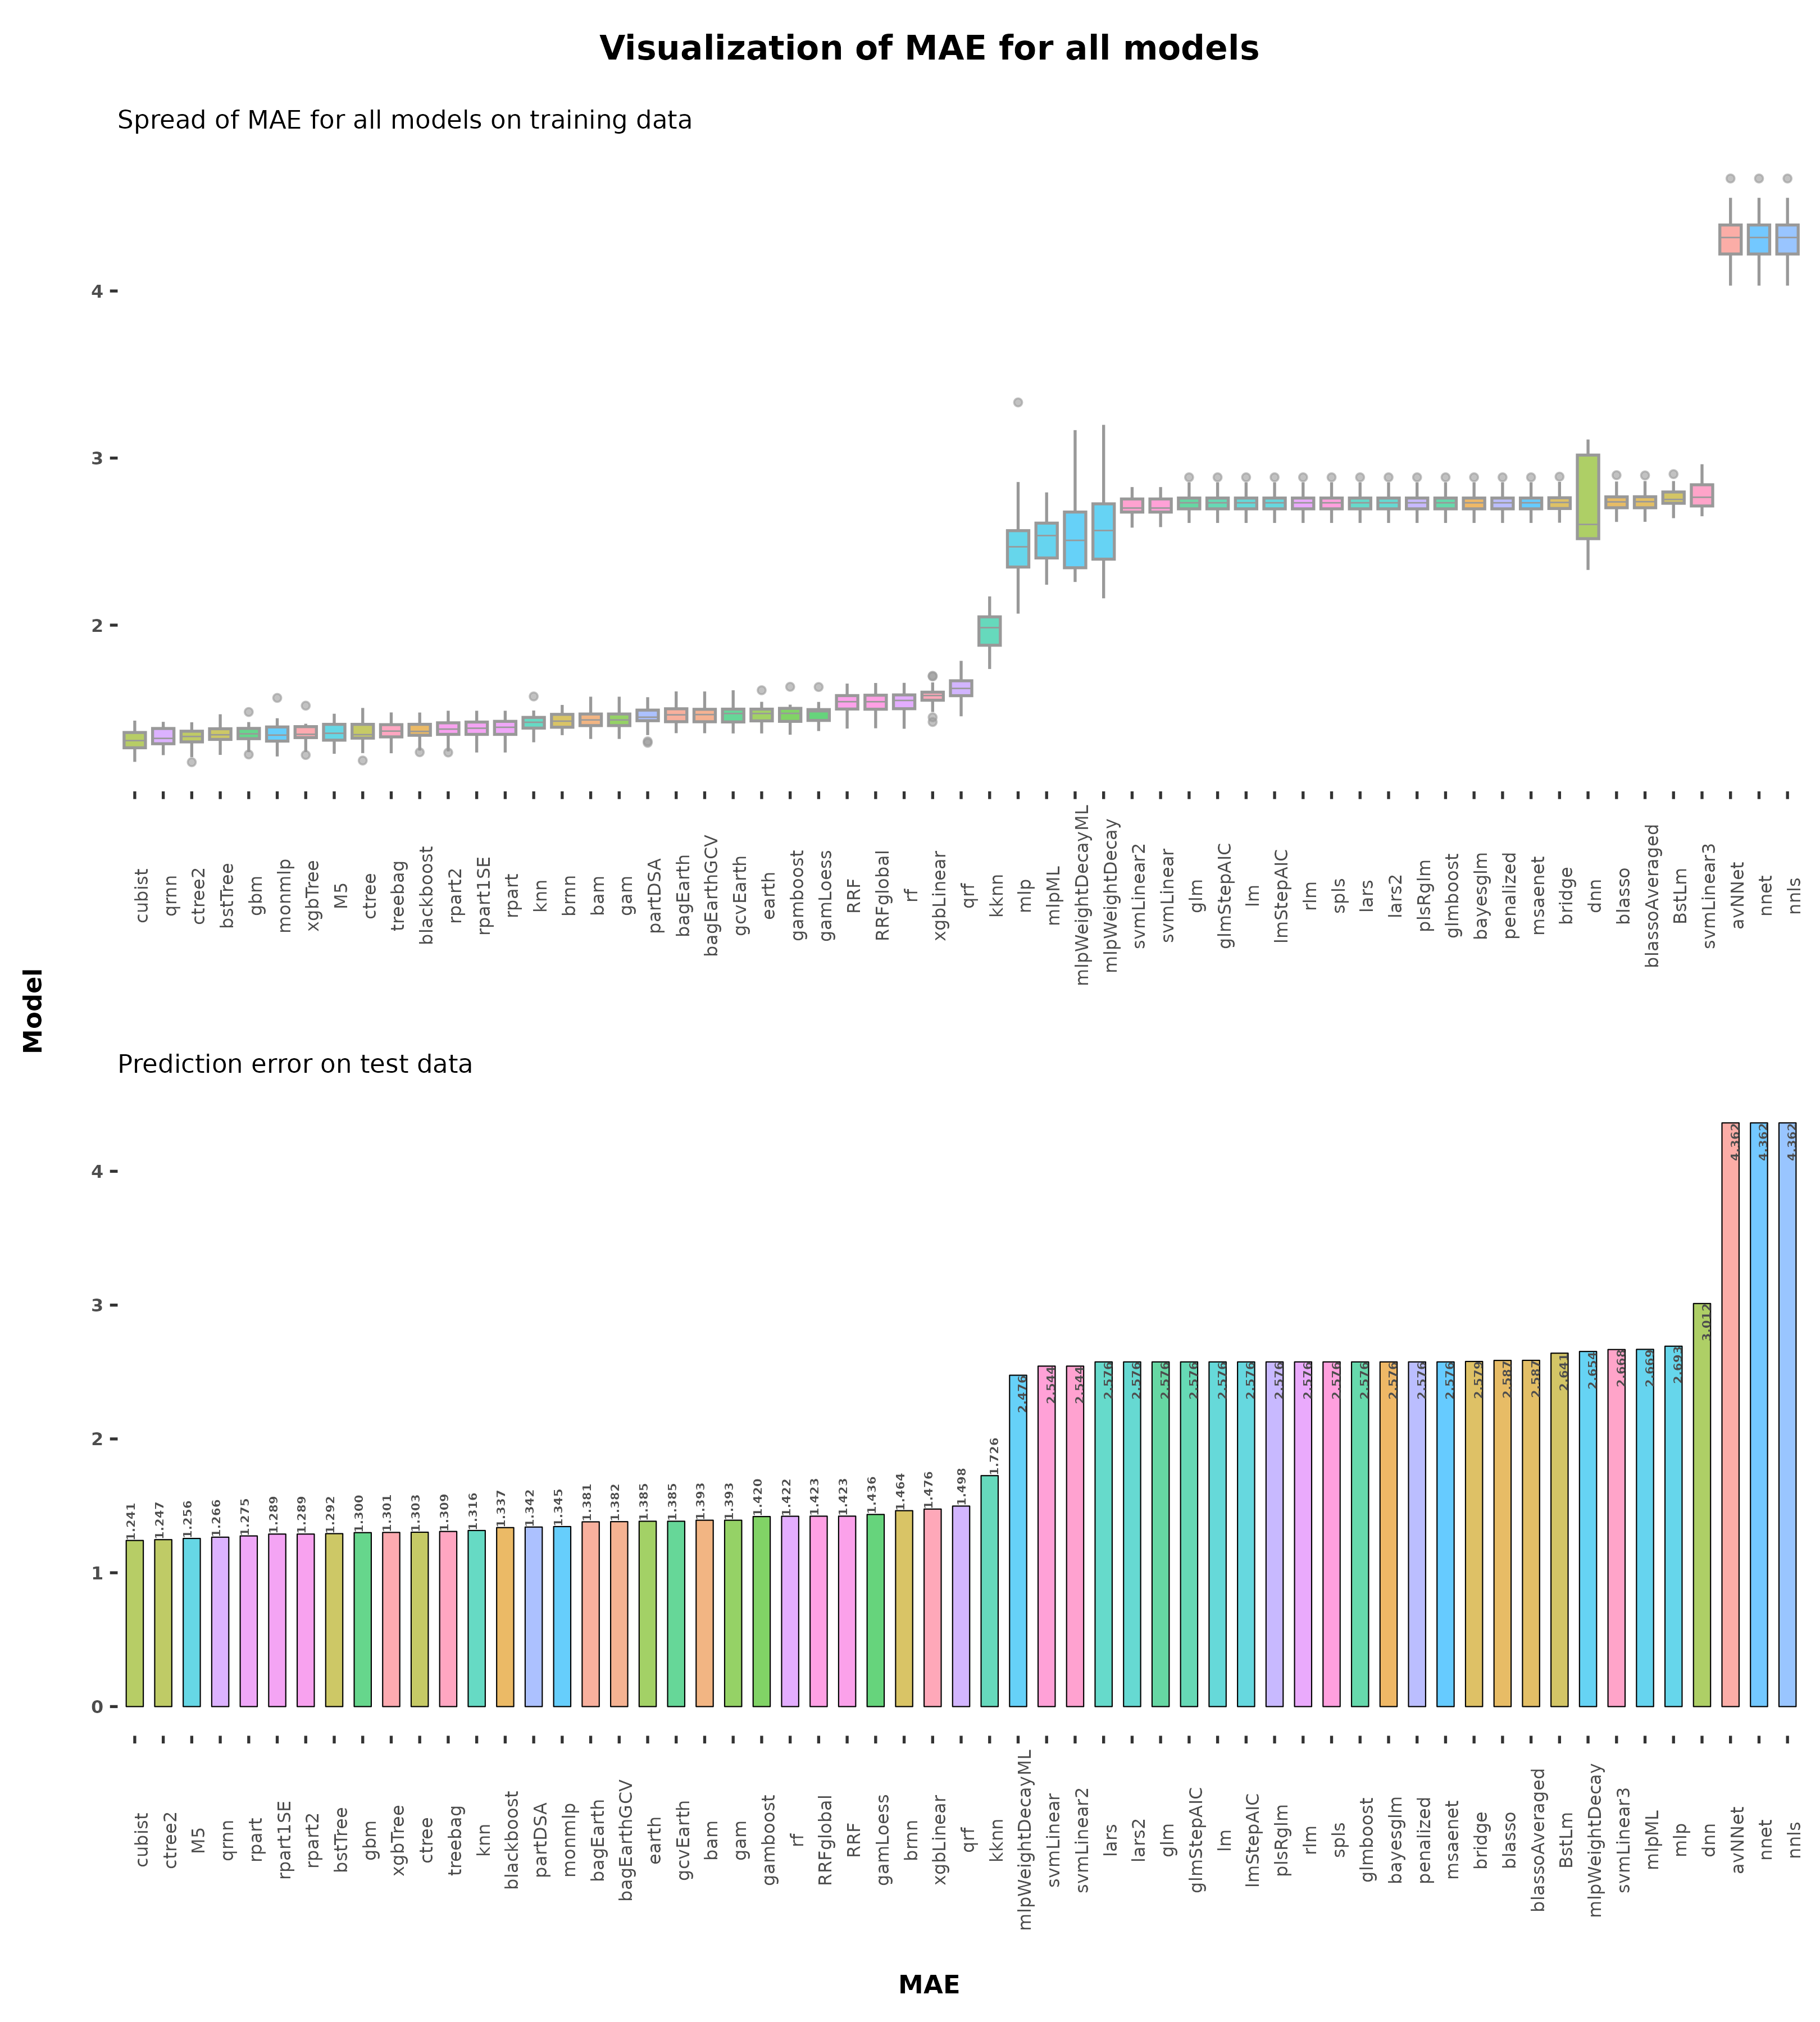 Visualization of MAE for all models
Spread of MAE for all models on training data
4
3
2
cubist
qrnn
ctree2
bstTree
gbm
monmlp
xgbTree
M5
ctree
treebag
blackboost
rpart2
rpart1SE
rpart
knn
brnn
bam
gam
partDSA
bagEarth
bagEarthGCV
gcvEarth
earth
gamboost
gamLoess
RRF
RRFglobal
rf
xgbLinear
qrf
kknn
mlp
mlpML
mlpWeightDecayML
mlpWeightDecay
svmLinear2
svmLinear
glm
glmStepAIC
lm
lmStepAIC
rlm
spls
lars
lars2
plsRglm
glmboost
bayesglm
penalized
msaenet
bridge
dnn
blasso
blassoAveraged
BstLm
svmLinear3
avNNet
nnet
nnls
Model
Prediction error on test data
4
3
2
1
0
1.241
1.247
1.256
1.266
1.275
1.289
1.289
1.292
1.300
1.301
1.303
1.309
1.316
1.337
1.342
1.345
1.381
1.382
1.385
1.385
1.393
1.393
1.420
1.422
1.423
1.423
1.436
1.464
1.476
1.498
1.726
2.476
2.544
2.544
2.576
2.576
2.576
2.576
2.576
2.576
2.576
2.576
2.576
2.576
2.576
2.576
2.576
2.579
2.587
2.587
2.641
2.654
2.668
2.669
2.693
3.012
4.362
4.362
4.362
cubist
ctree2
M5
qrnn
rpart
rpart1SE
rpart2
bstTree
gbm
xgbTree
ctree
treebag
knn
blackboost
partDSA
monmlp
bagEarth
bagEarthGCV
earth
gcvEarth
bam
gam
gamboost
rf
RRFglobal
RRF
gamLoess
brnn
xgbLinear
qrf
kknn
mlpWeightDecayML
svmLinear
svmLinear2
lars
lars2
glm
glmStepAIC
lm
lmStepAIC
plsRglm
rlm
spls
glmboost
bayesglm
penalized
msaenet
bridge
blasso
blassoAveraged
BstLm
mlpWeightDecay
svmLinear3
mlpML
mlp
dnn
avNNet
nnet
nnls
MAE